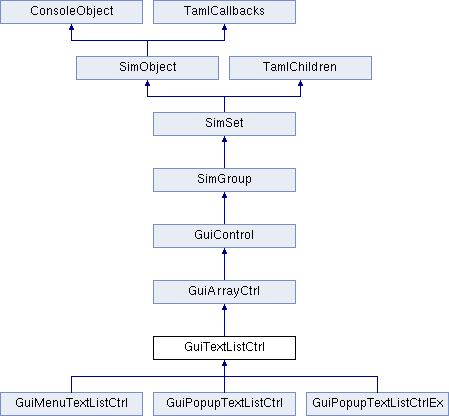 ConsoleObject
TamlCallbacks
SimObject
TamlChildren
SimSet
SimGroup
GuiControl
GuiArrayCtrl
GuiTextListCtrl
GuiMenuTextListCtrl
GuiPopupTextListCtrl
GuiPopupTextListCtrlEx